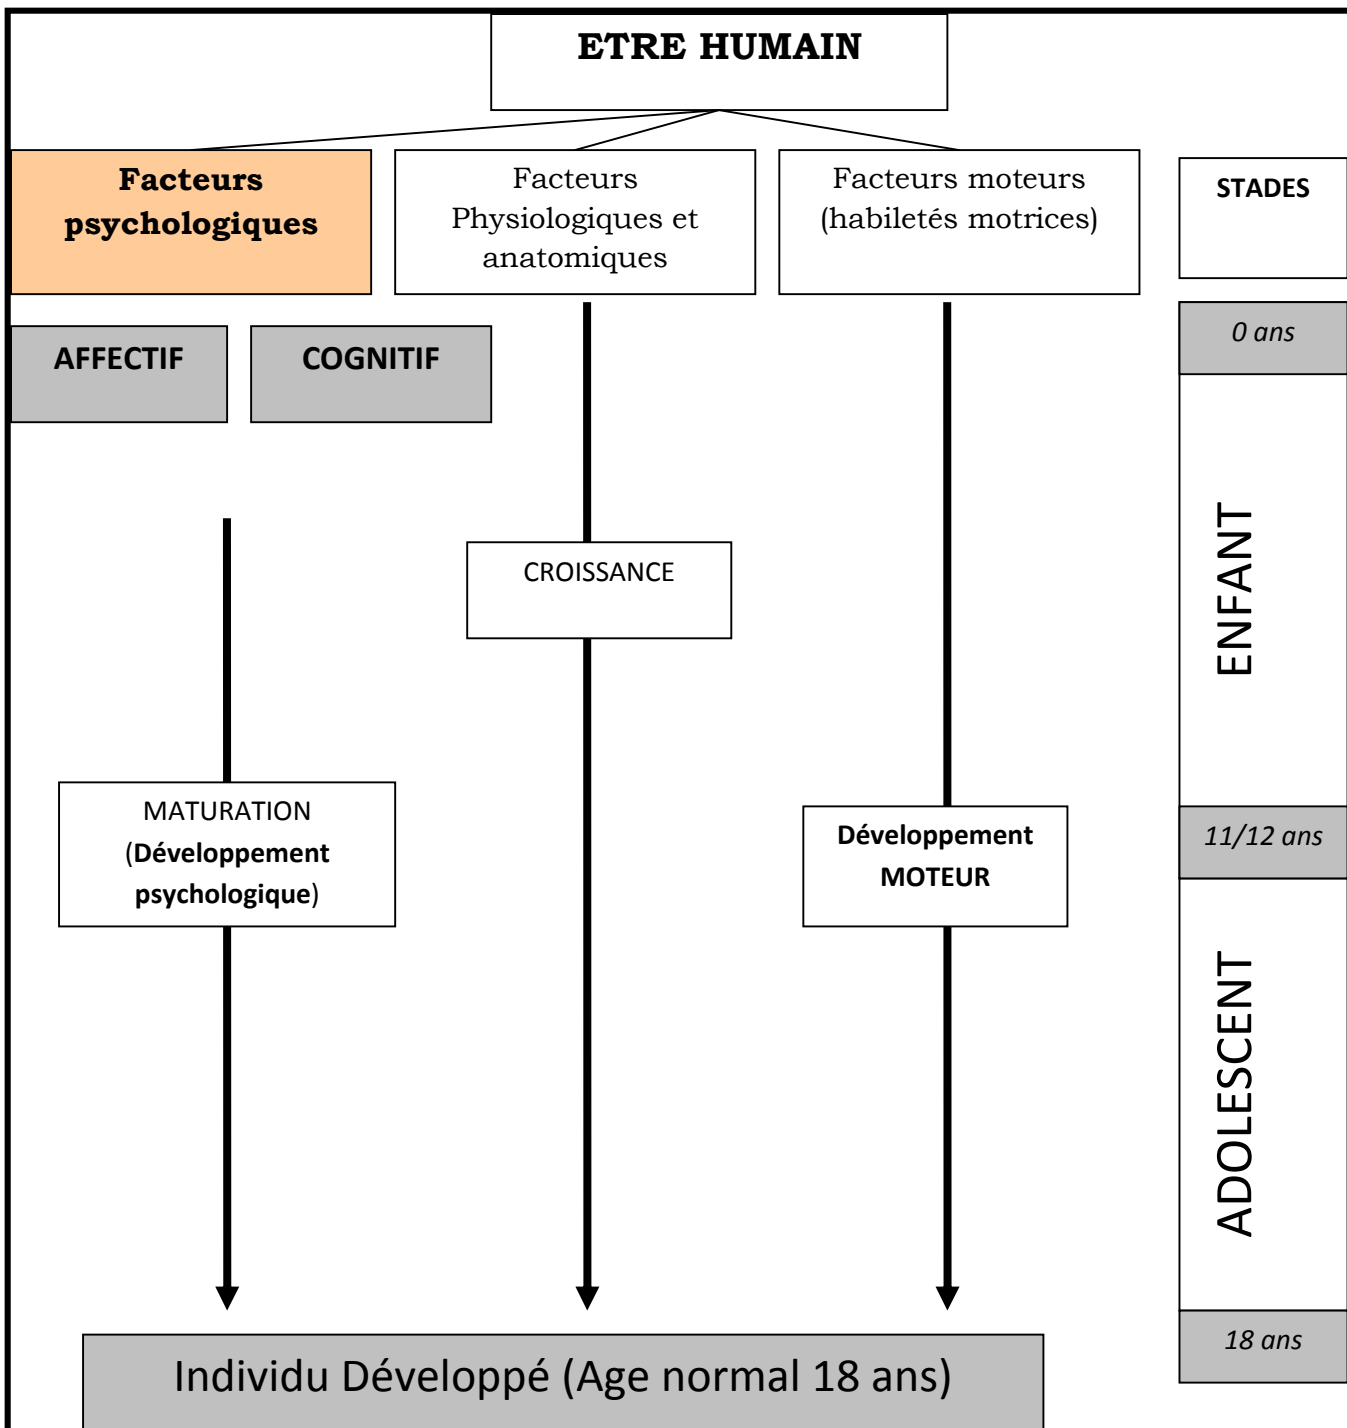 ETRE HUMAIN
Facteurs
psychologiques
Facteurs
Physiologiques et
anatomiques
Facteurs moteurs
(habiletés motrices)
STADES
AFFECTIF
COGNITIF
0 ans
ENFANT
CROISSANCE
MATURATION
(Développement
psychologique)
Développement
MOTEUR
11/12 ans
ADOLESCENT
18 ans
Individu Développé (Age normal 18 ans)